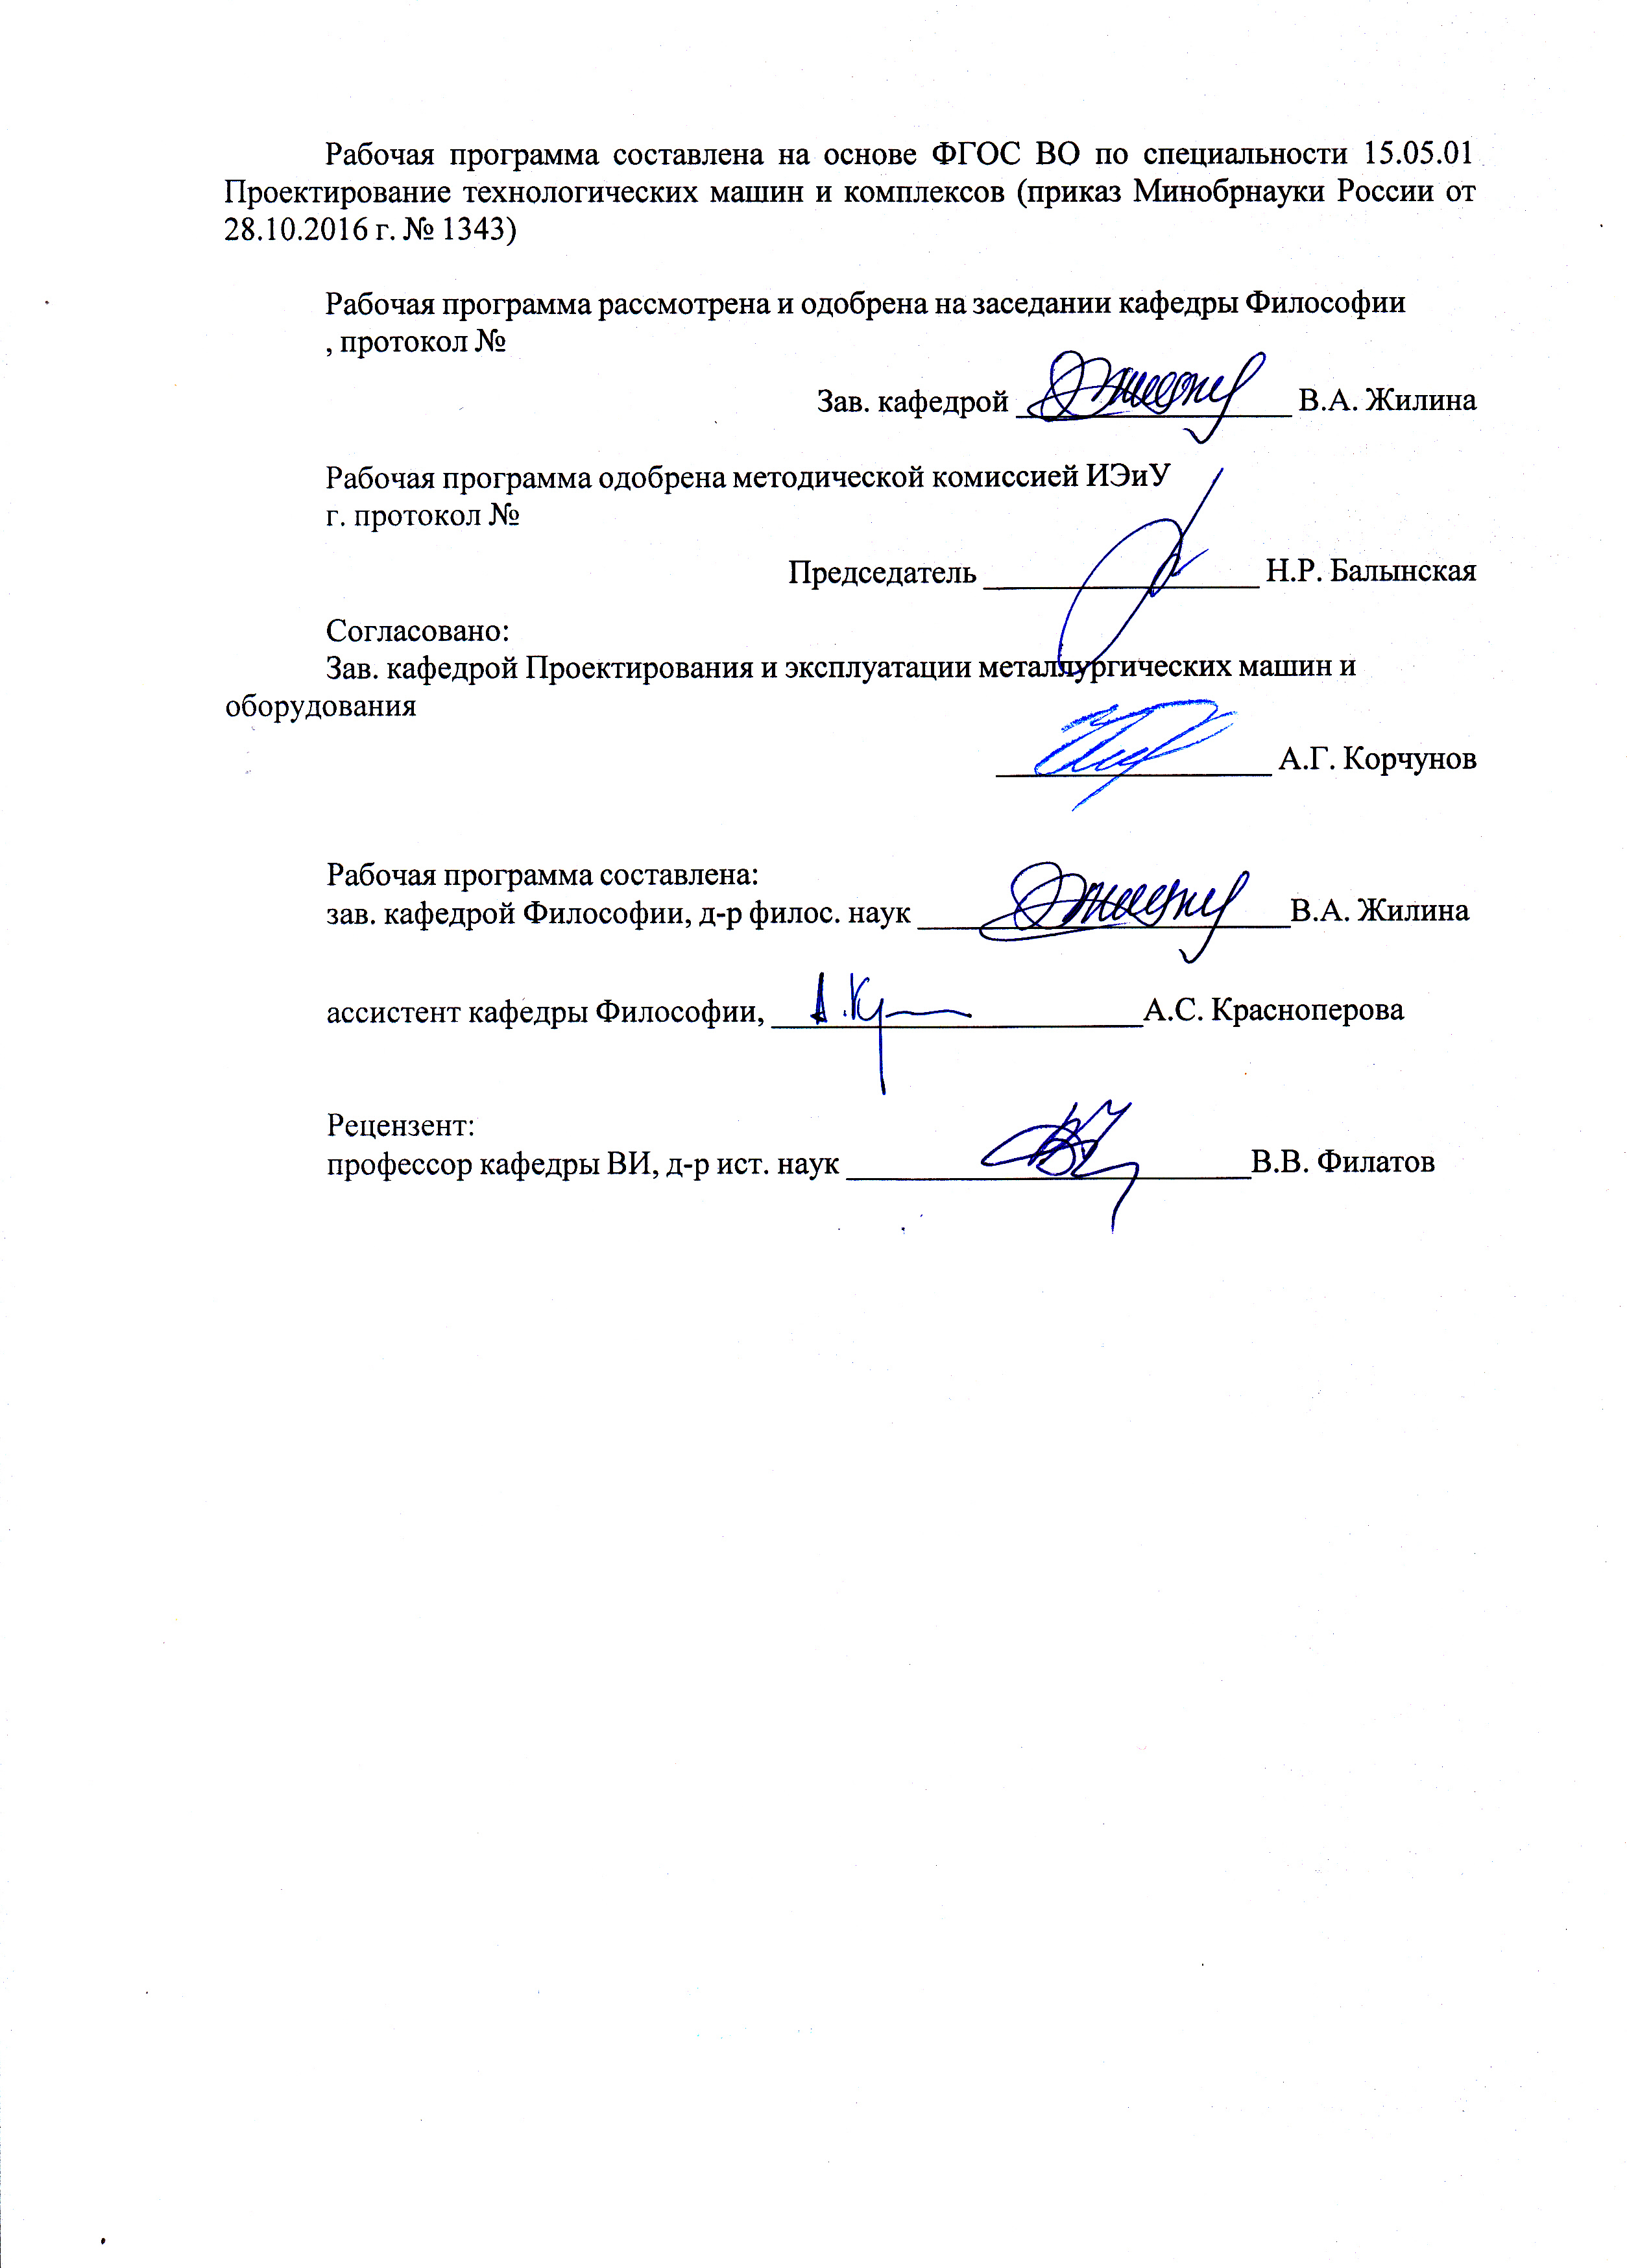 Рабочая программа составлена на основе ФГОС ВО по специальности 15.05.01
Проектирование технологических машин и комплексов (приказ Минобрнауки России от
28.10.2016 г. № 1343)
Рабочая программа рассмотрена и одобрена на заседании кафедры Философии
, протокол №
Зав. кафедрой ________________ В.А. Жилина
Рабочая программа одобрена методической комиссией ИЭиУ
г. протокол №
Председатель ________________ Н.Р. Балынская
Согласовано:
Зав. кафедрой Проектирования и эксплуатации металлургических машин и
оборудования
________________ А.Г. Корчунов
Рабочая программа составлена:
зав. кафедрой Философии, д-р филос. наук ______________________В.А. Жилина
ассистент кафедры Философии, ______________________А.С. Красноперова
Рецензент:
профессор кафедры ВИ, д-р ист. наук ________________________В.В. Филатов